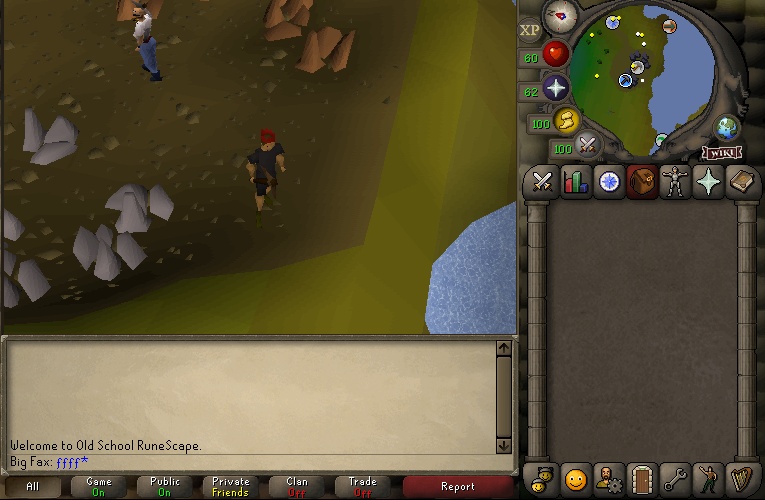 XP
60
62
100
100
WIKI
Welcome to Old School RuneScape.
Big Fax: ffff*
All
Game
On
Public
On
Private
Friends
Clan
Off
Trade
Off
Report